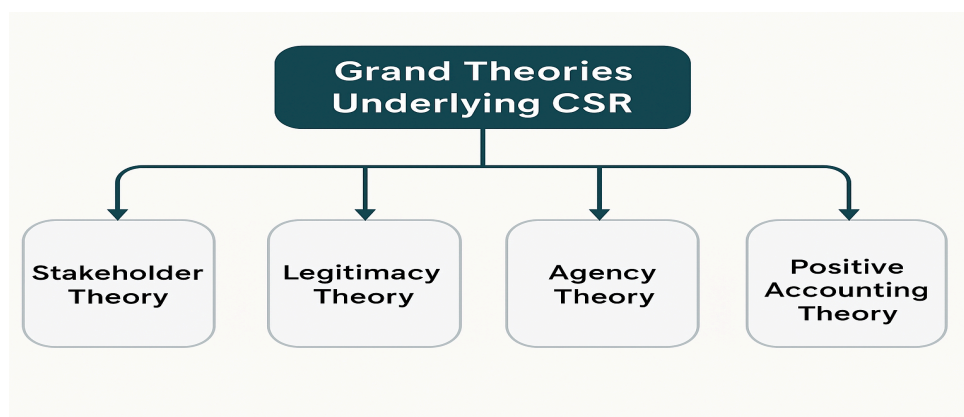 Grand Theories
Underlying CSR
Stakeholder
Theory
Legitimacy
Theory
Agency
Theory
Positive
Accounting
Theory